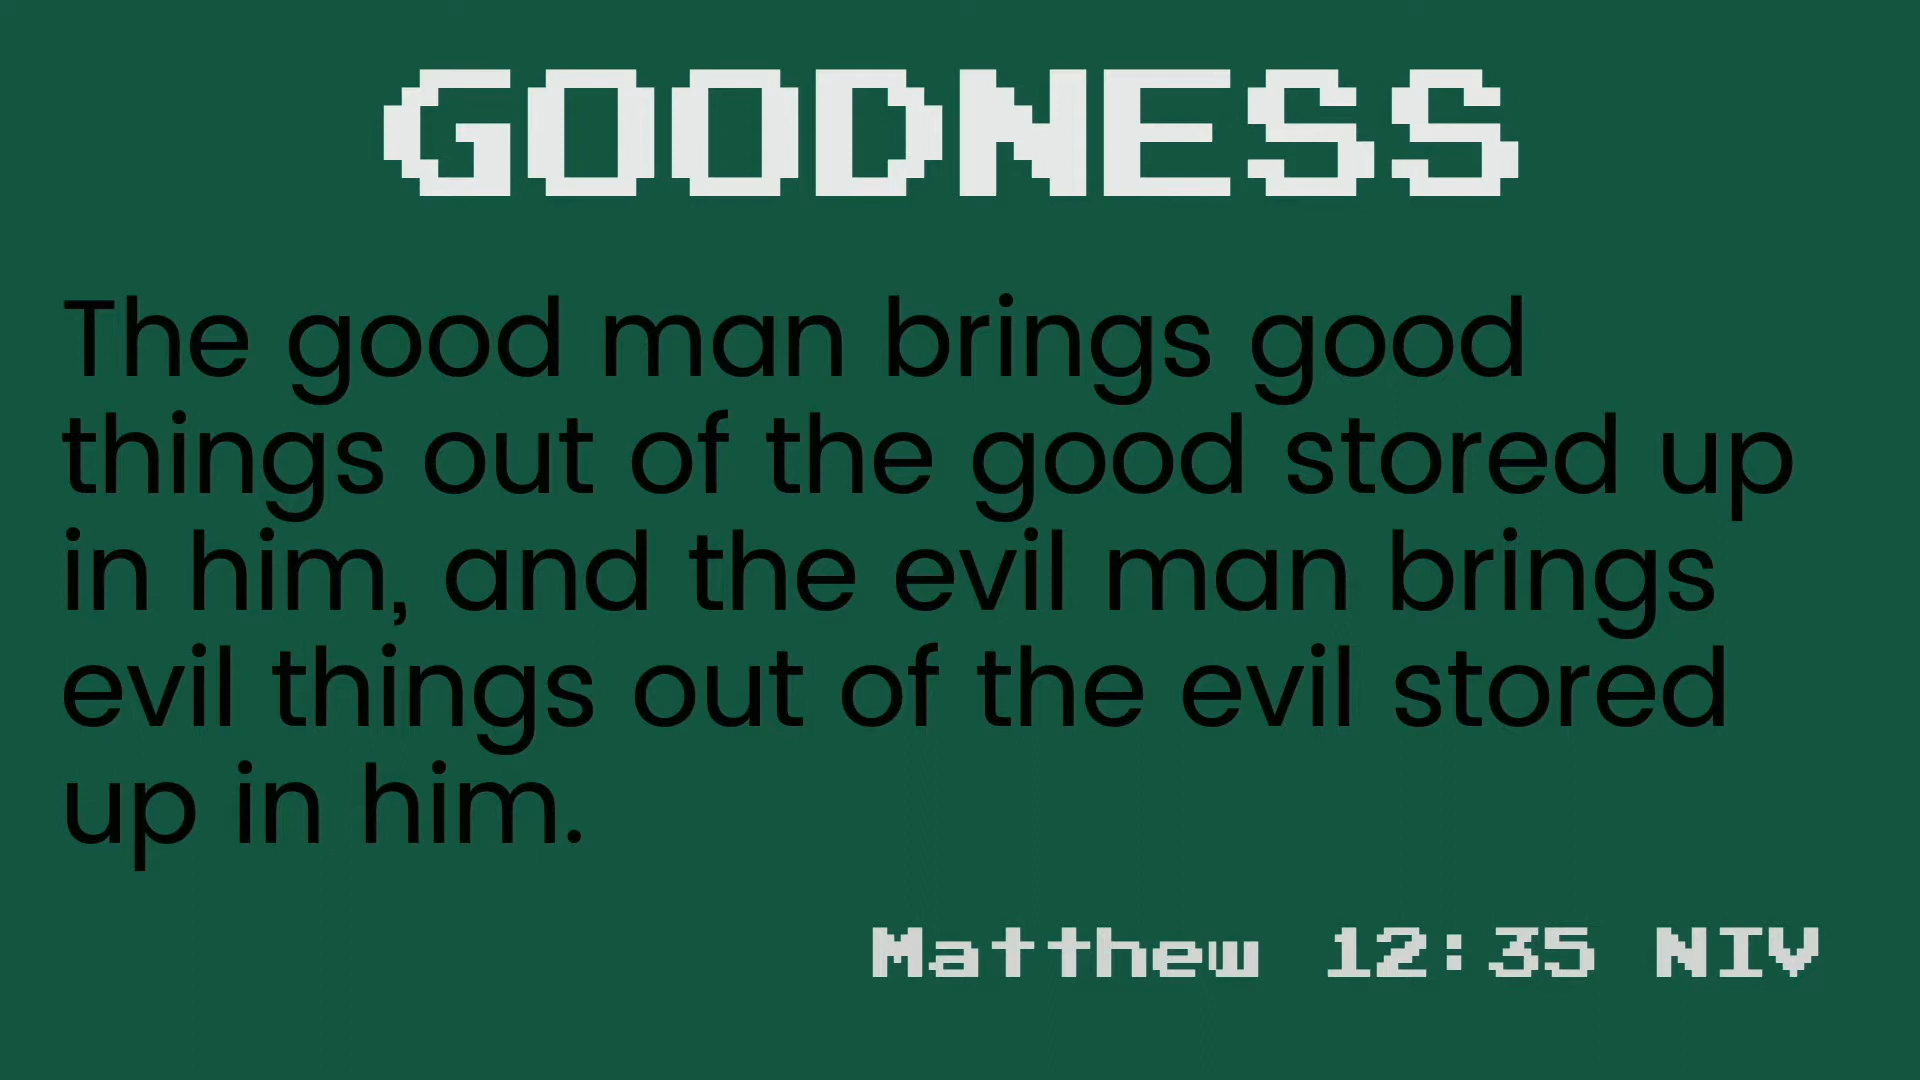 GOODNESS
The good man brings good
things out of the good stored up
in him, and the evil man brings
evil things out of the evil stored
up in him.
Matthew 12:35 NIV